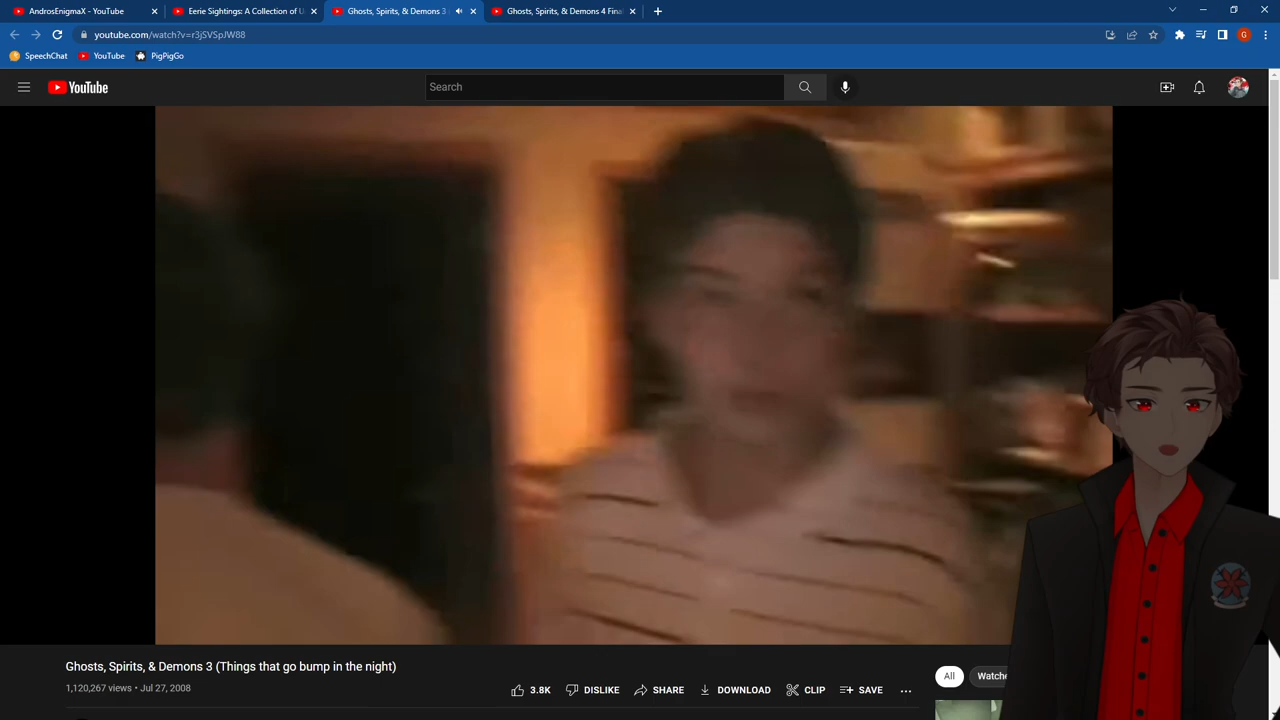 AndrosEnigmaX - YouTube
Eerie Sightings: A Collection of U
Ghosts, Spirits, & Demons 3
Ghosts, Spirits, & Demons 4 Fina
youtube.com/watch?v=r3jSVSpJW88
G
SpeechChat
YouTube
PigPigGo
YouTube
Search
Ghosts, Spirits, & Demons 3 (Things that go bump in the night)
1,120,267 views • Jul 27, 2008
3.8K
DISLIKE
SHARE
DOWNLOAD
CLIP
SAVE
All
Watche